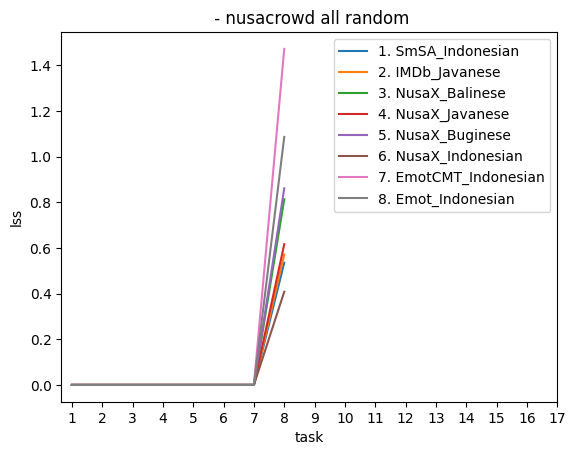 - nusacrowd all random
1. SmSA_Indonesian
2. IMDb_Javanese
3. NusaX_Balinese
4. NusaX_Javanese
5. NusaX_Buginese
6. NusaX_Indonesian
7. EmotCMT_Indonesian
8. Emot_Indonesian
lss
1.4
1.2
1.0
0.8
0.6
0.4
0.2
0.0
1 2 3 4 5 6 7 8 9 10 11 12 13 14 15 16 17
task